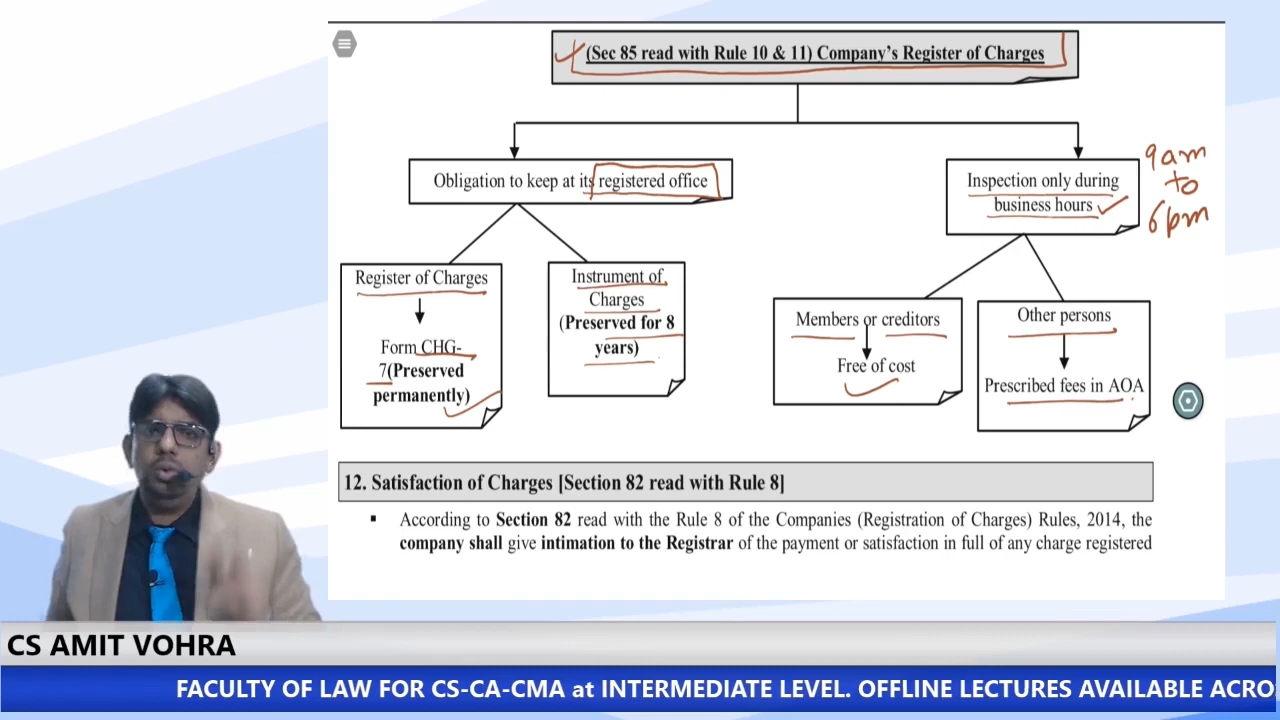 (Sec 85 read with Rule 10 & 11) Company's Register of Charges
Obligation to keep at its registered office
Inspection only during
business hours
9am
to
6pm
Register of Charges
Form CHG-
7(Preserved
permanently)
Instrument of
Charges
(Preserved for 8
years)
Members or creditors
Free of cost
Other persons
Prescribed fees in AOA
12. Satisfaction of Charges [Section 82 read with Rule 8]
▪ According to Section 82 read with the Rule 8 of the Companies (Registration of Charges) Rules, 2014, the
company shall give intimation to the Registrar of the payment or satisfaction in full of any charge registered
CS AMIT VOHRA
FACULTY OF LAW FOR CS-CA-CMA at INTERMEDIATE LEVEL. OFFLINE LECTURES AVAILABLE ACRO